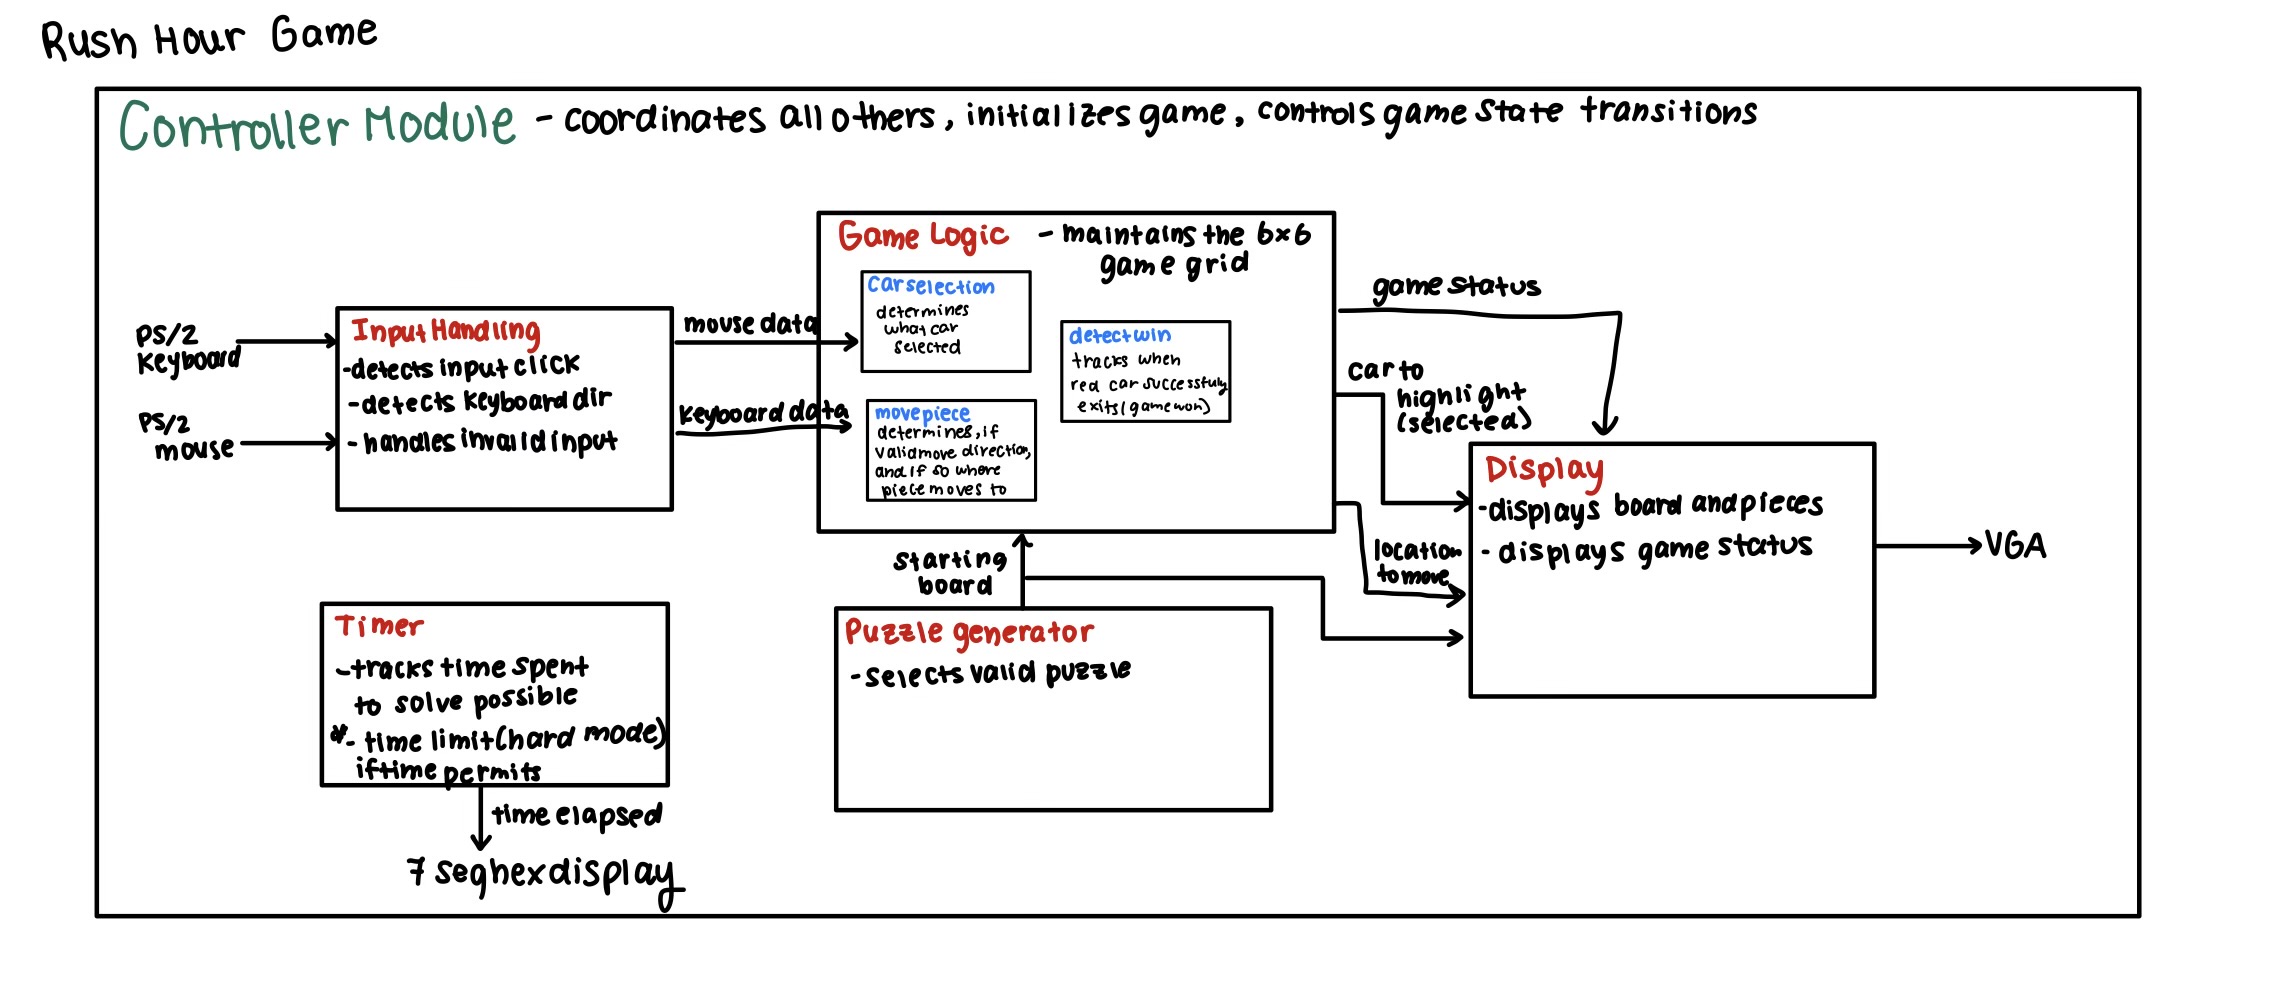 Rush Hour Game
Controller Module - coordinates all others, initializes game, controls game state transitions
PS/2
Keyboard
PS/2
mouse
Input Handling
-detects input click
-detects keyboard dir
- handles invalid input
mouse data
keyboard data
Game Logic - maintains the 6x6
game grid
Car selection
determines
what car
selected
move piece
determines, if
valid move direction,
and if so where
piece moves to
detect win
tracks when
red car successfuly
exits (game won)
game status
car to
highlight
(selected)
location
to move
Display
-displays board and pieces
- displays game status
VGA
starting
board
Puzzle generator
-selects valid puzzle
Timer
-tracks time spent
to solve possible
*- time limit (hard mode)
if time permits
time elapsed
7 seg hex display